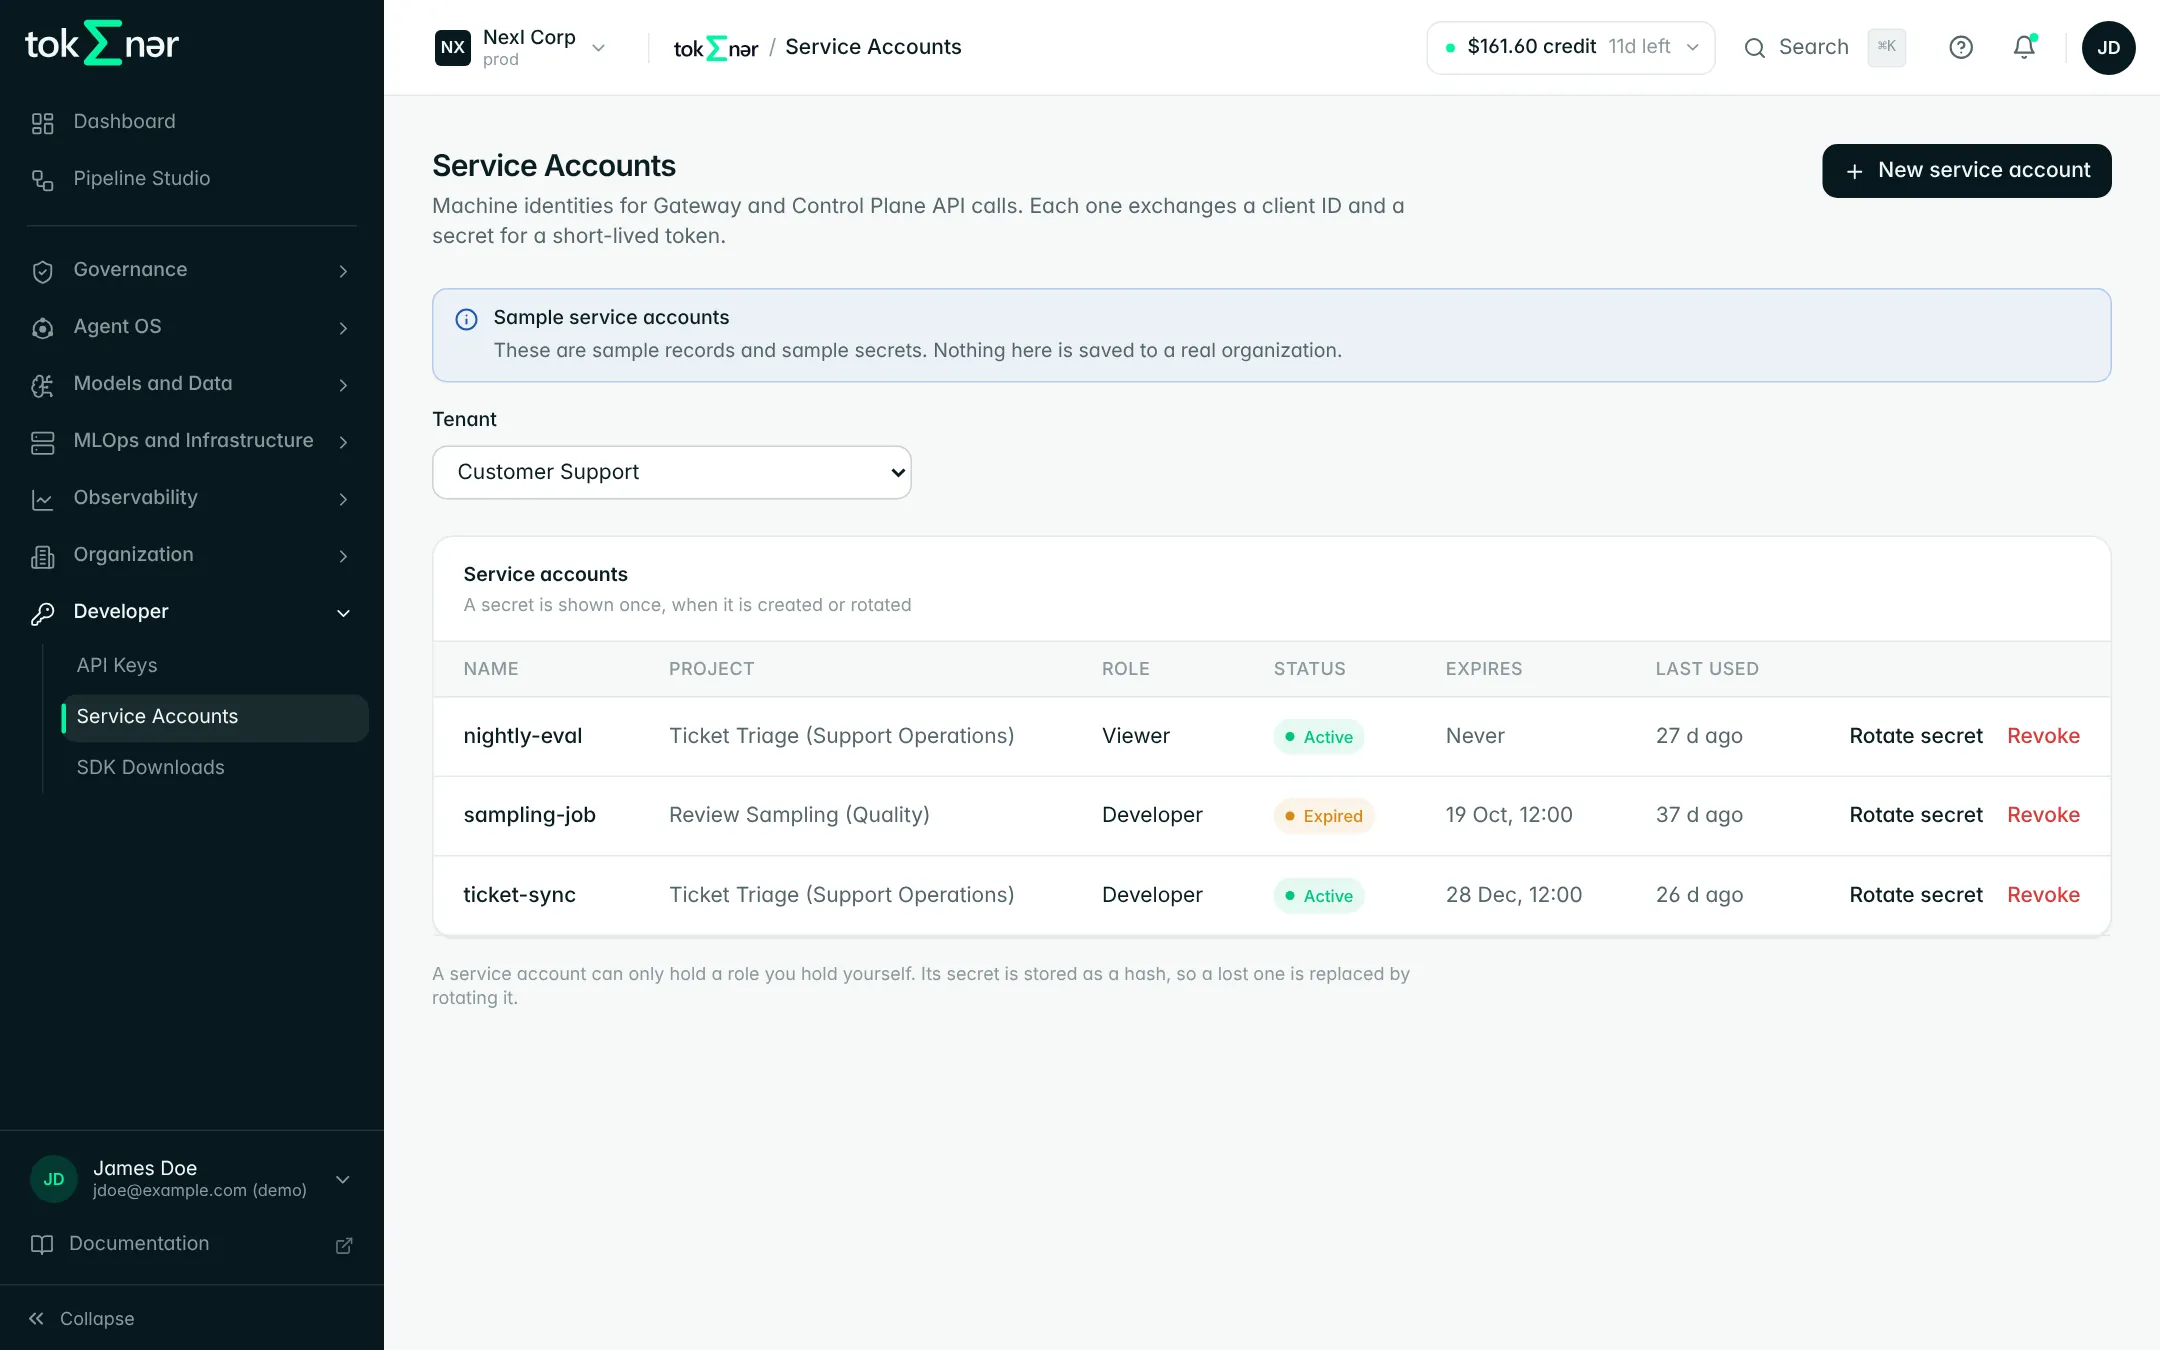 tokΣnər
Dashboard
Pipeline Studio
Governance
Agent OS
Models and Data
MLOps and Infrastructure
Observability
Organization
Developer
API Keys
Service Accounts
SDK Downloads
JD
James Doe
jdoe@example.com (demo)
Documentation
Collapse
NX
Nexl Corp
prod
tokΣnər / Service Accounts
$161.60 credit 11d left
Search ⌘K
JD
Service Accounts
Machine identities for Gateway and Control Plane API calls. Each one exchanges a client ID and a
secret for a short-lived token.
+ New service account
Sample service accounts
These are sample records and sample secrets. Nothing here is saved to a real organization.
Tenant
Customer Support
Service accounts
A secret is shown once, when it is created or rotated
NAME PROJECT ROLE STATUS EXPIRES LAST USED
nightly-eval Ticket Triage (Support Operations) Viewer Active Never 27 d ago Rotate secret Revoke
sampling-job Review Sampling (Quality) Developer Expired 19 Oct, 12:00 37 d ago Rotate secret Revoke
ticket-sync Ticket Triage (Support Operations) Developer Active 28 Dec, 12:00 26 d ago Rotate secret Revoke
A service account can only hold a role you hold yourself. Its secret is stored as a hash, so a lost one is replaced by
rotating it.